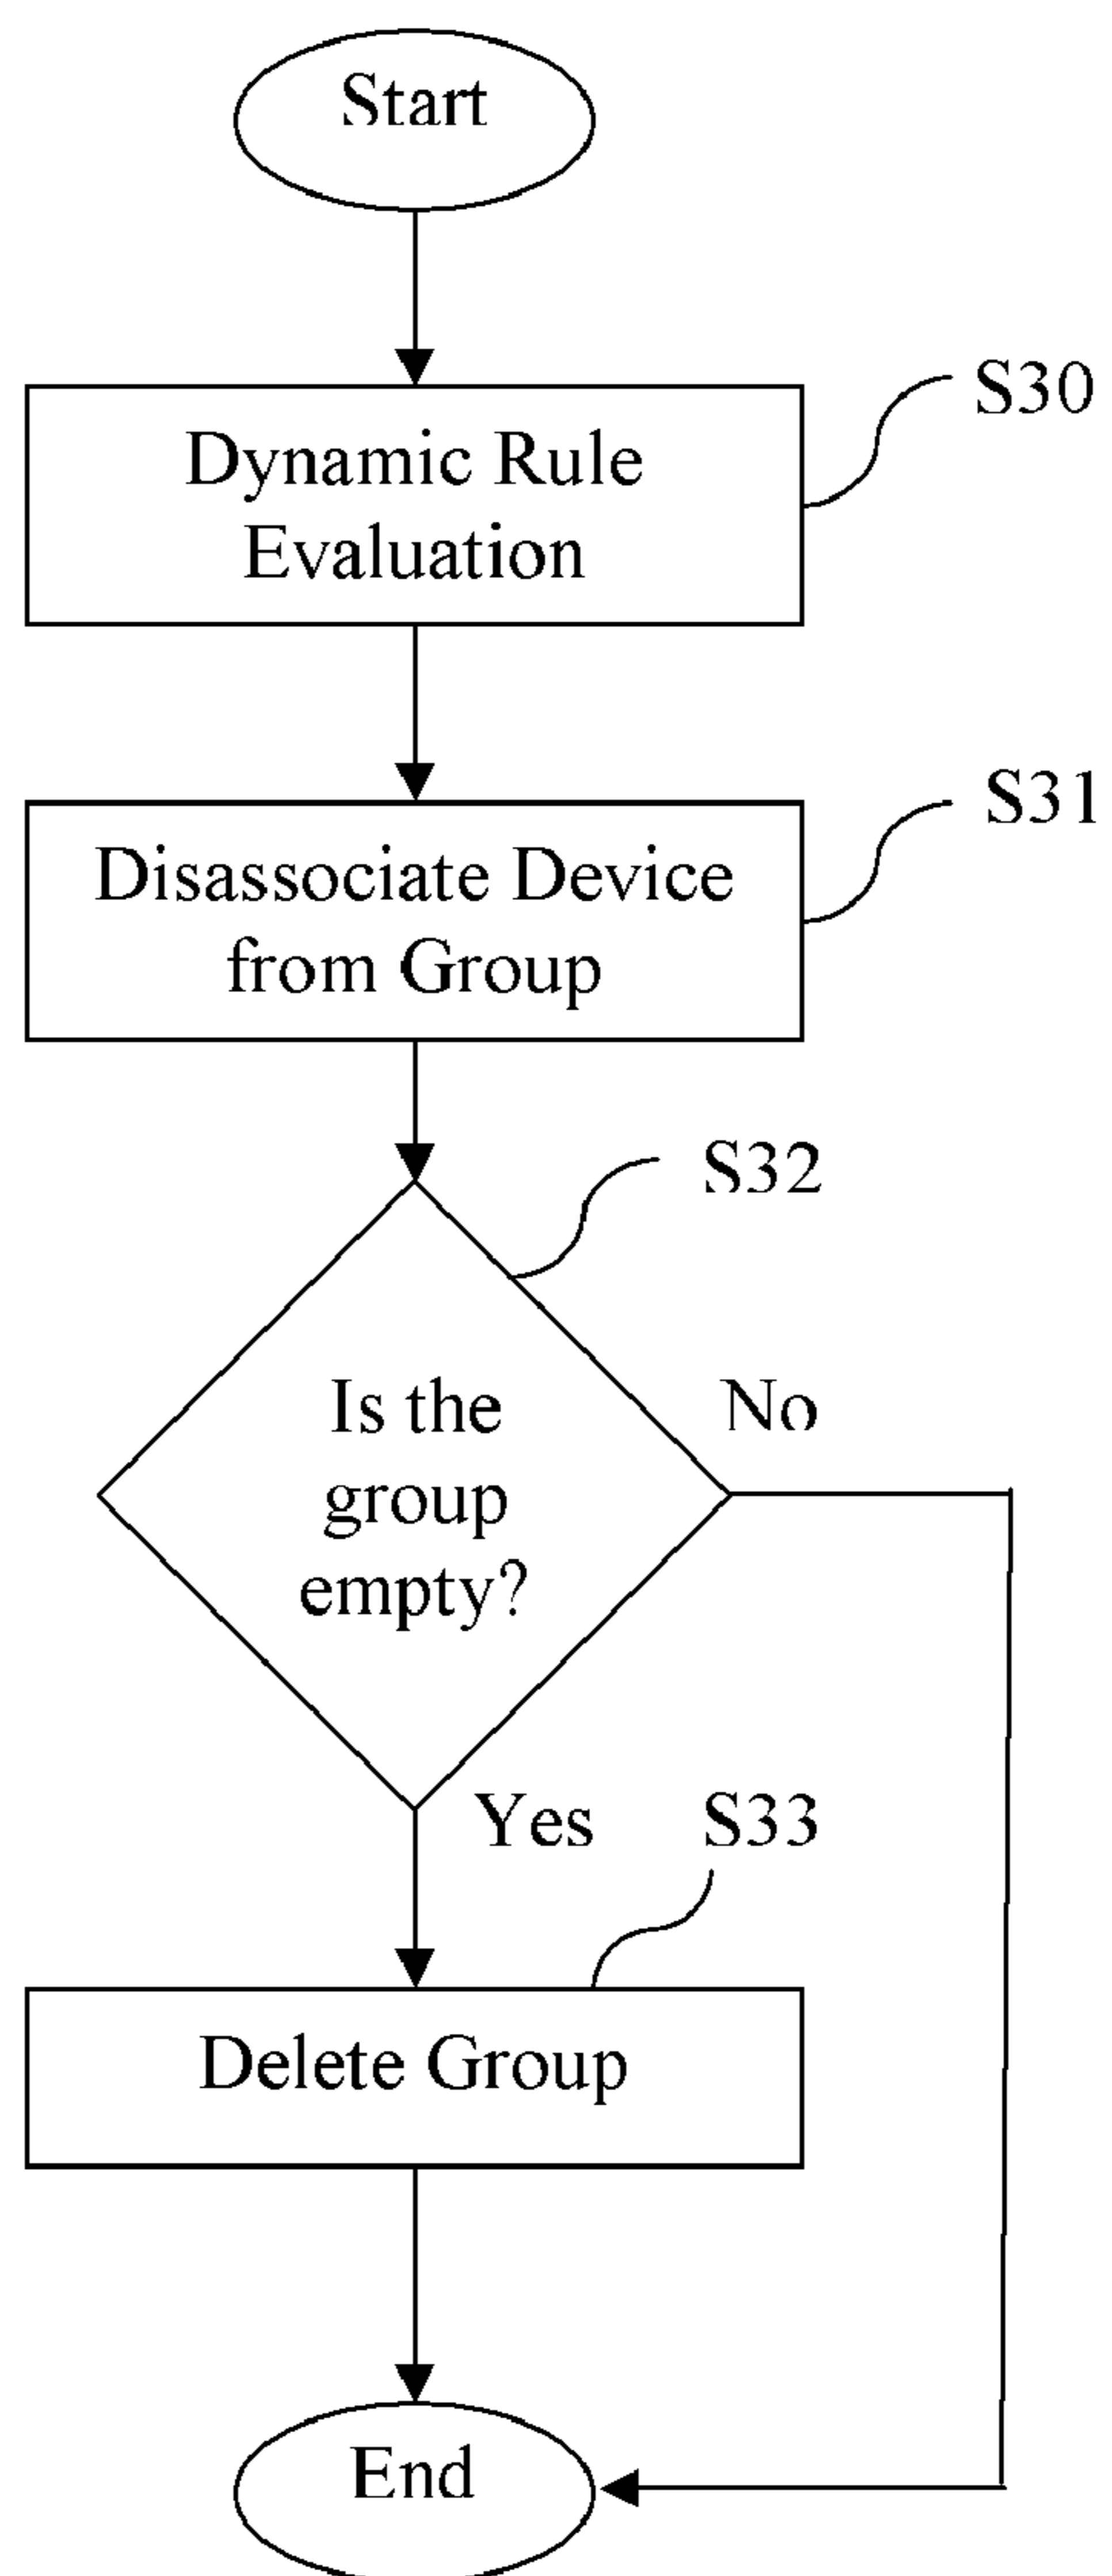 Start
S30
Dynamic Rule
Evaluation
S31
Disassociate Device
from Group
S32
Is the
group
empty?
No
Yes
S33
Delete Group
End